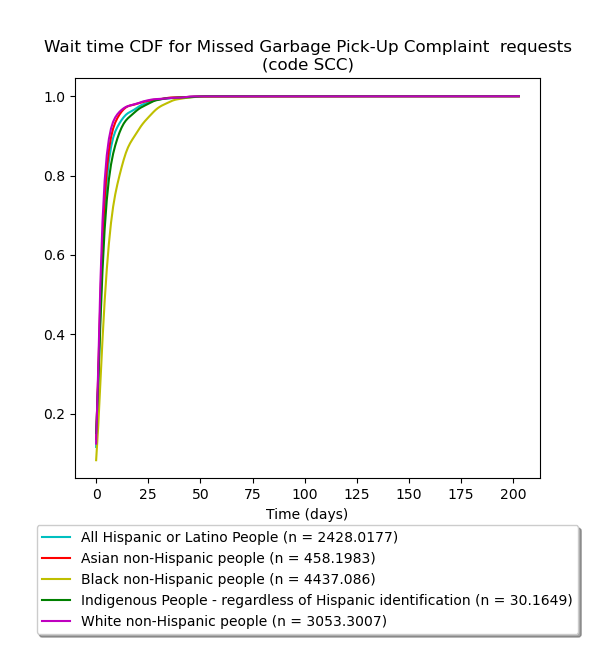 Wait time CDF for Missed Garbage Pick-Up Complaint  requests
(code SCC)
1.0
0.8
0.6
0.4
0.2
0 25 50 75 100 125 150 175 200
Time (days)
All Hispanic or Latino People (n = 2428.0177)
Asian non-Hispanic people (n = 458.1983)
Black non-Hispanic people (n = 4437.086)
Indigenous People - regardless of Hispanic identification (n = 30.1649)
White non-Hispanic people (n = 3053.3007)